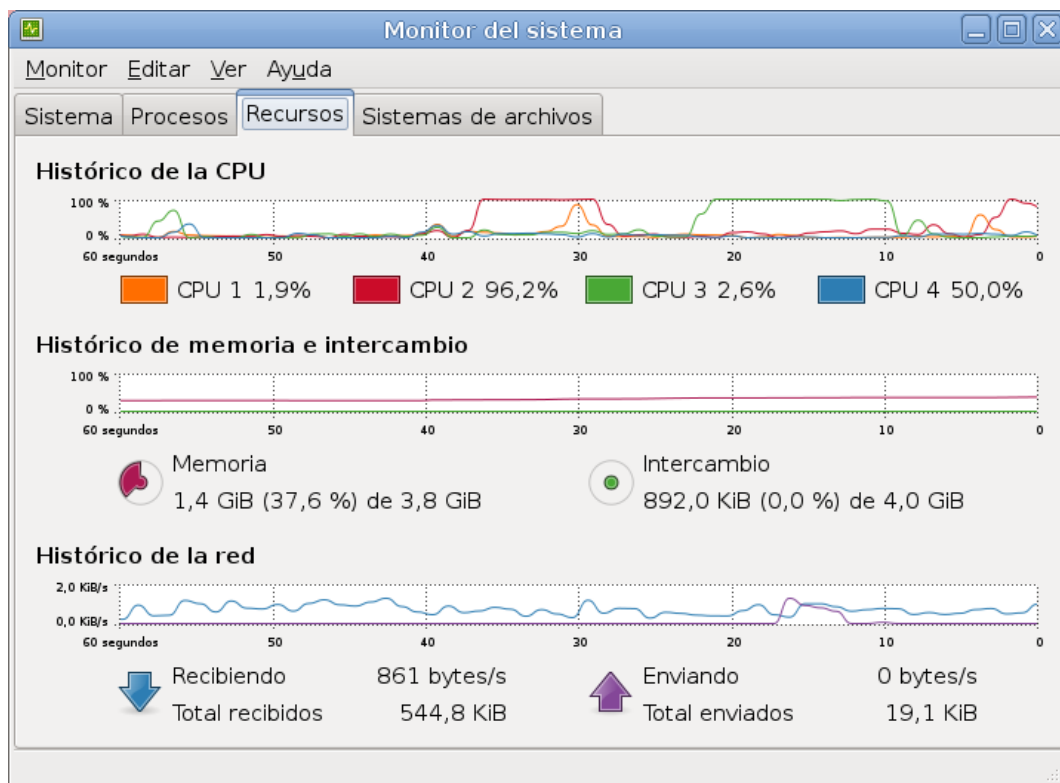 Monitor del sistema
Monitor Editar Ver Ayuda
Sistema Procesos Recursos Sistemas de archivos
Histórico de la CPU
100 %
0 %
60 segundos 50 40 30 20 10 0
CPU 1 1,9% CPU 2 96,2% CPU 3 2,6% CPU 4 50,0%
Histórico de memoria e intercambio
100 %
0 %
60 segundos 50 40 30 20 10 0
Memoria Intercambio
1,4 GiB (37,6 %) de 3,8 GiB 892,0 KiB (0,0 %) de 4,0 GiB
Histórico de la red
2,0 KiB/s
0,0 KiB/s
60 segundos 50 40 30 20 10 0
Recibiendo 861 bytes/s Enviando 0 bytes/s
Total recibidos 544,8 KiB Total enviados 19,1 KiB